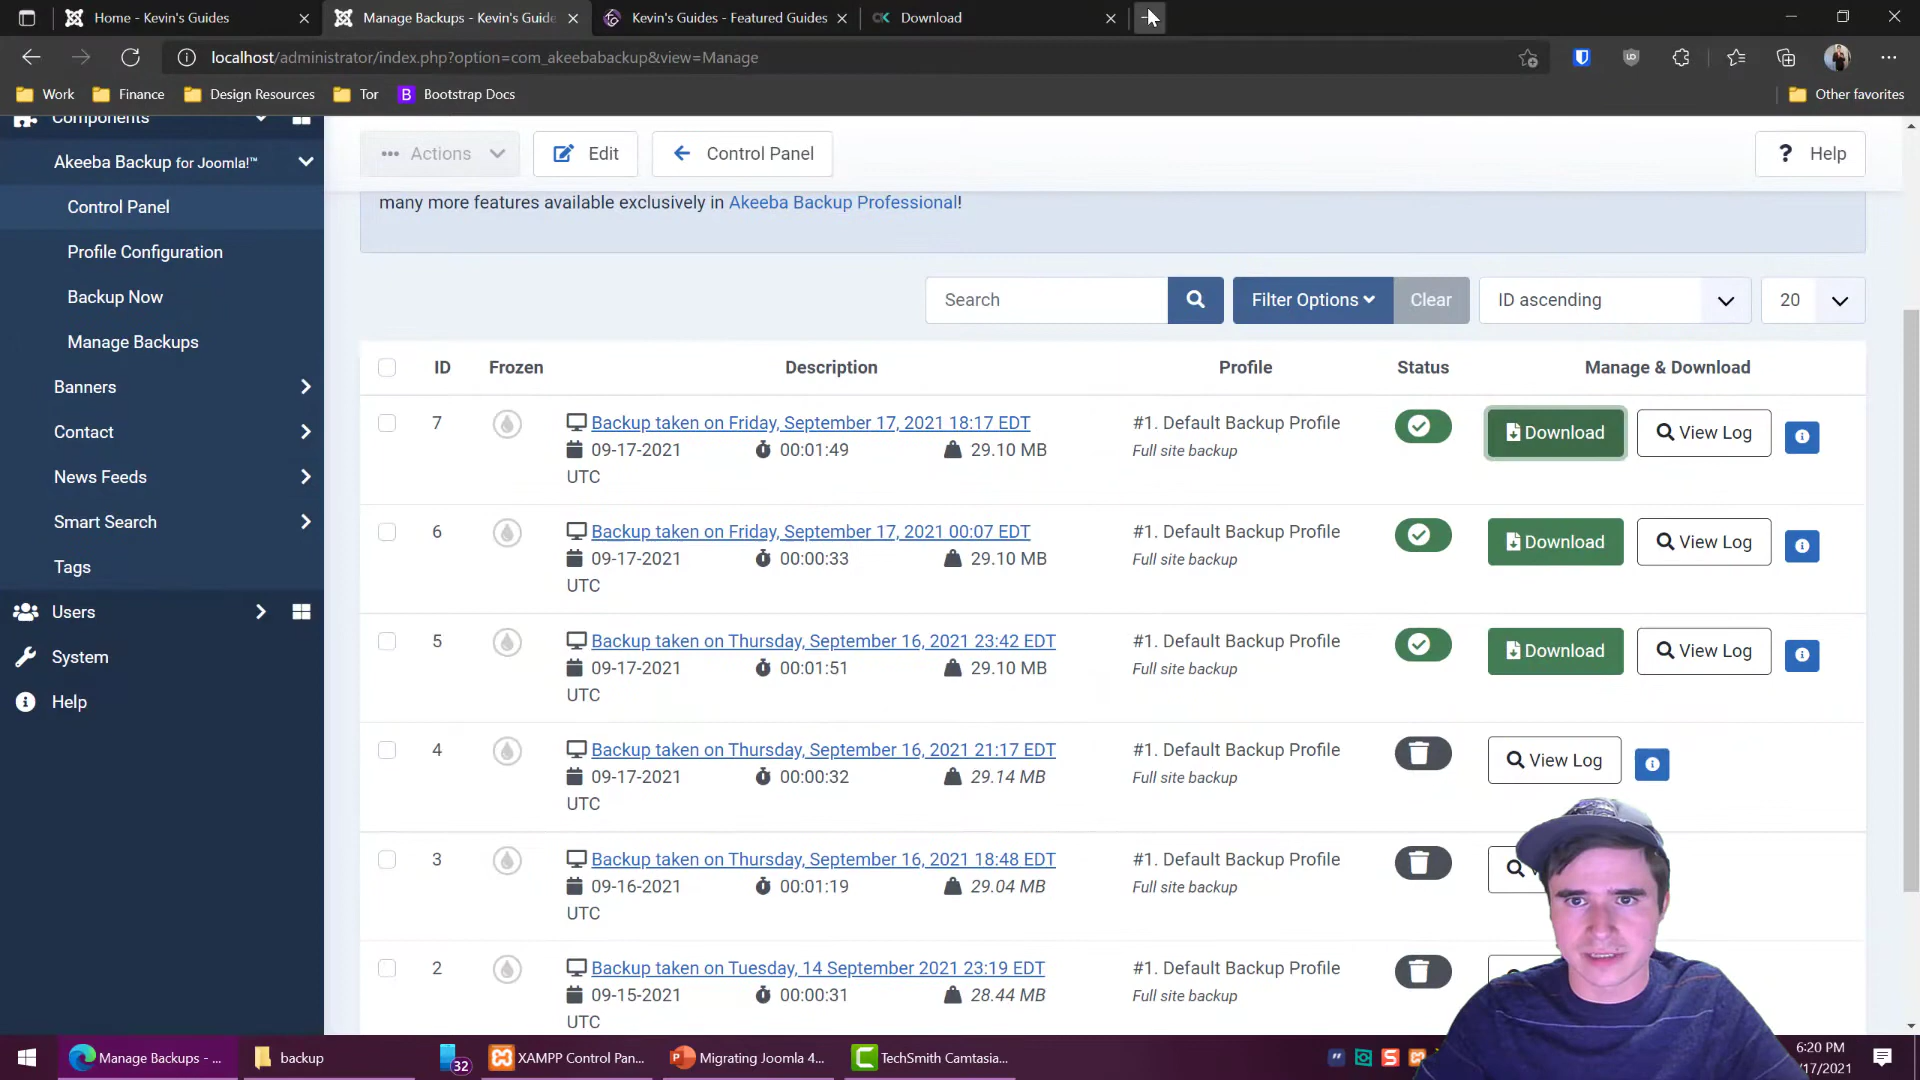 Home - Kevin's Guides
Manage Backups - Kevin's Guide
Kevin's Guides - Featured Guides
Download
localhost/administrator/index.php?option=com_akeebabackup&view=Manage
Work
Finance
Design Resources
Tor
B Bootstrap Docs
Other favorites
Components
Akeeba Backup for Joomla!™
Control Panel
Profile Configuration
Backup Now
Manage Backups
Banners
Contact
News Feeds
Smart Search
Tags
Users
System
Help
Actions
Edit
Control Panel
? Help
many more features available exclusively in Akeeba Backup Professional!
Search
Filter Options
Clear
ID ascending
20
ID Frozen Description Profile Status Manage & Download
7 Backup taken on Friday, September 17, 2021 18:17 EDT #1. Default Backup Profile Download View Log
09-17-2021 00:01:49 29.10 MB Full site backup
UTC
6 Backup taken on Friday, September 17, 2021 00:07 EDT #1. Default Backup Profile Download View Log
09-17-2021 00:00:33 29.10 MB Full site backup
UTC
5 Backup taken on Thursday, September 16, 2021 23:42 EDT #1. Default Backup Profile Download View Log
09-17-2021 00:01:51 29.10 MB Full site backup
UTC
4 Backup taken on Thursday, September 16, 2021 21:17 EDT #1. Default Backup Profile View Log
09-17-2021 00:00:32 29.14 MB Full site backup
UTC
3 Backup taken on Thursday, September 16, 2021 18:48 EDT #1. Default Backup Profile
09-16-2021 00:01:19 29.04 MB Full site backup
UTC
2 Backup taken on Tuesday, 14 September 2021 23:19 EDT #1. Default Backup Profile
09-15-2021 00:00:31 28.44 MB Full site backup
UTC
Manage Backups - ...
backup
32
XAMPP Control Pan...
Migrating Joomla 4...
TechSmith Camtasia...
6:20 PM
/17/2021